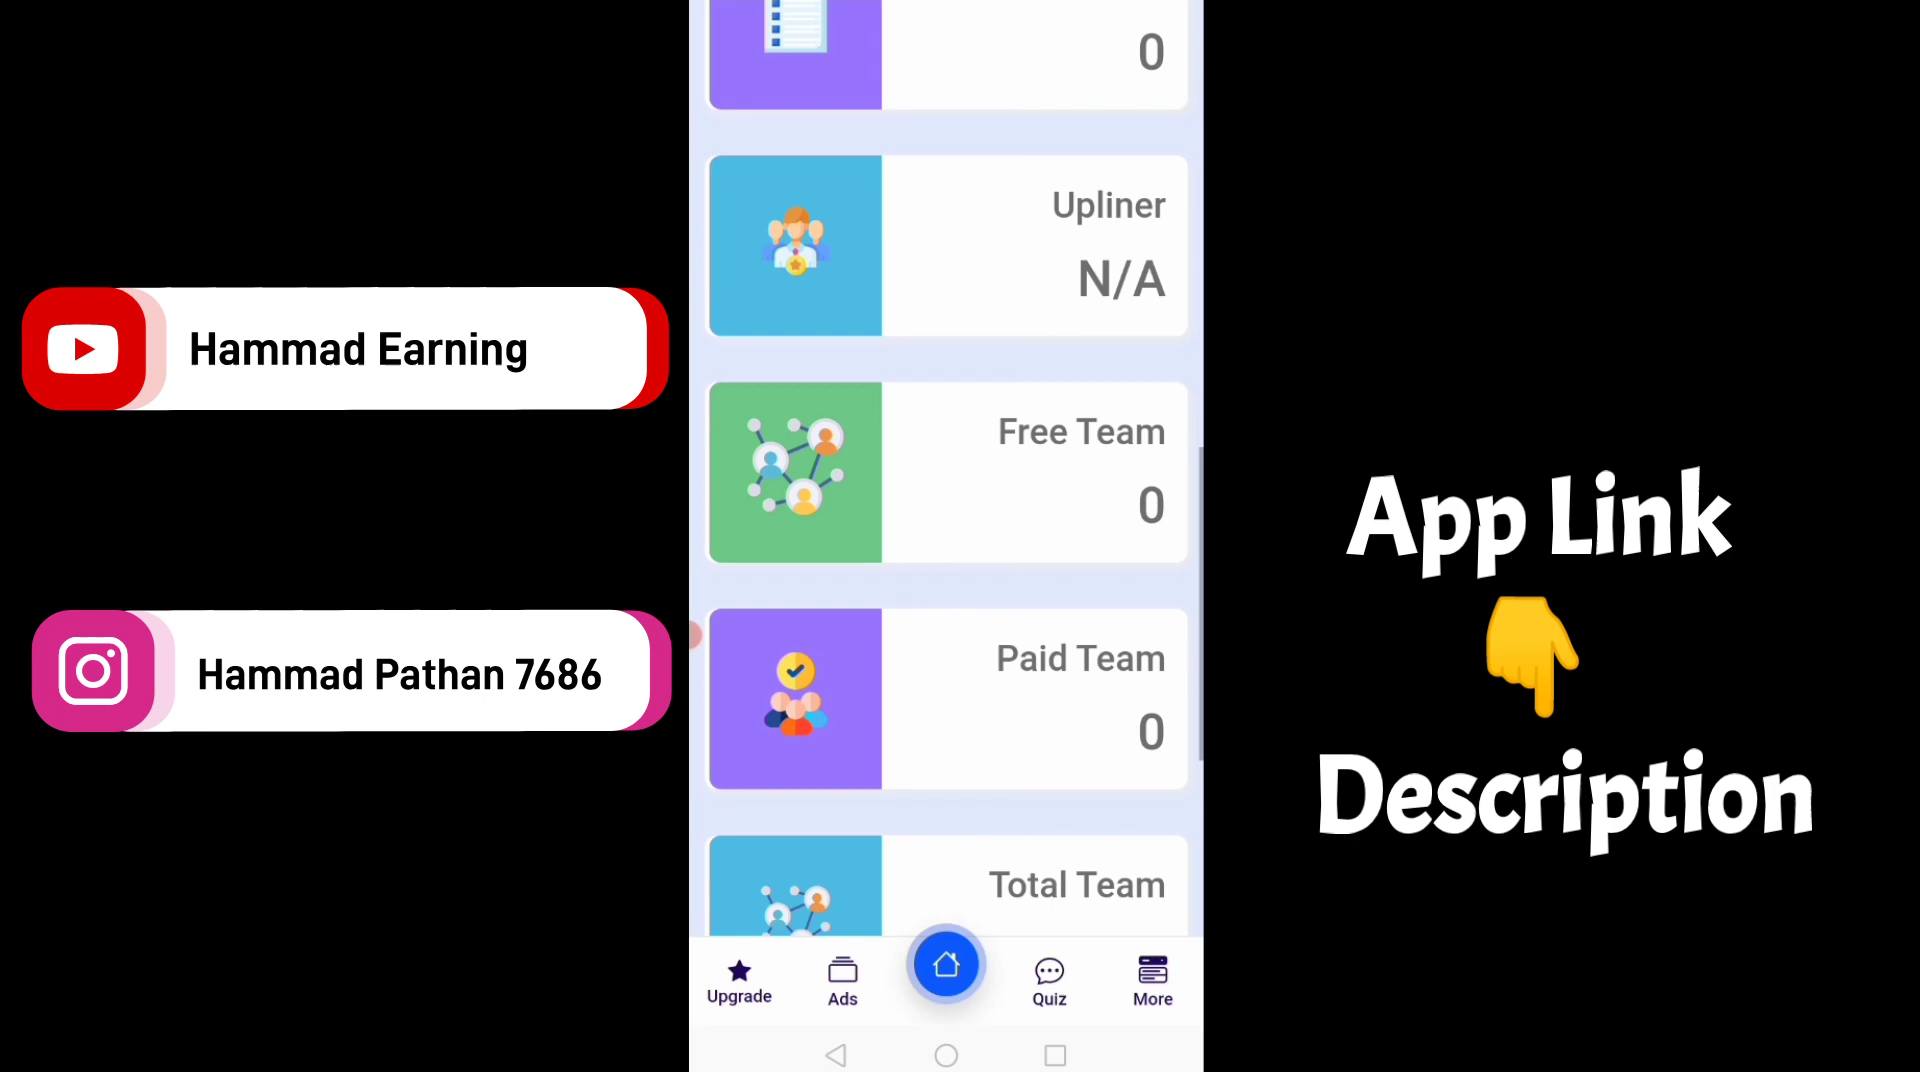 0
Upliner
N/A
Hammad Earning
Free Team
0
Hammad Pathan 7686
Paid Team
0
Total Team
Upgrade
Ads
Quiz
More
App Link
Description